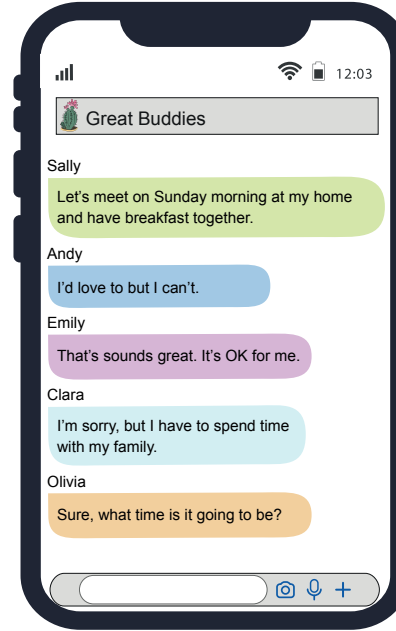 12:03
Great Buddies
Sally
Let's meet on Sunday morning at my home
and have breakfast together.
Andy
I'd love to but I can't.
Emily
That's sounds great. It's OK for me.
Clara
I'm sorry, but I have to spend time
with my family.
Olivia
Sure, what time is it going to be?